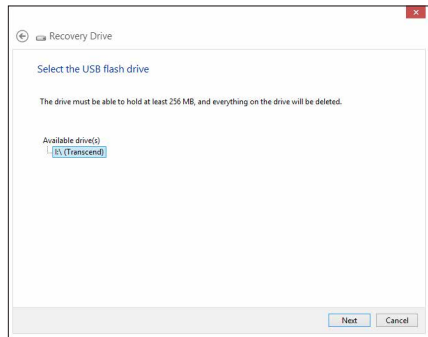 Recovery Drive
Select the USB flash drive
The drive must be able to hold at least 256 MB, and everything on the drive will be deleted.
Available drive(s)
I:\ (Transcend)
Next Cancel